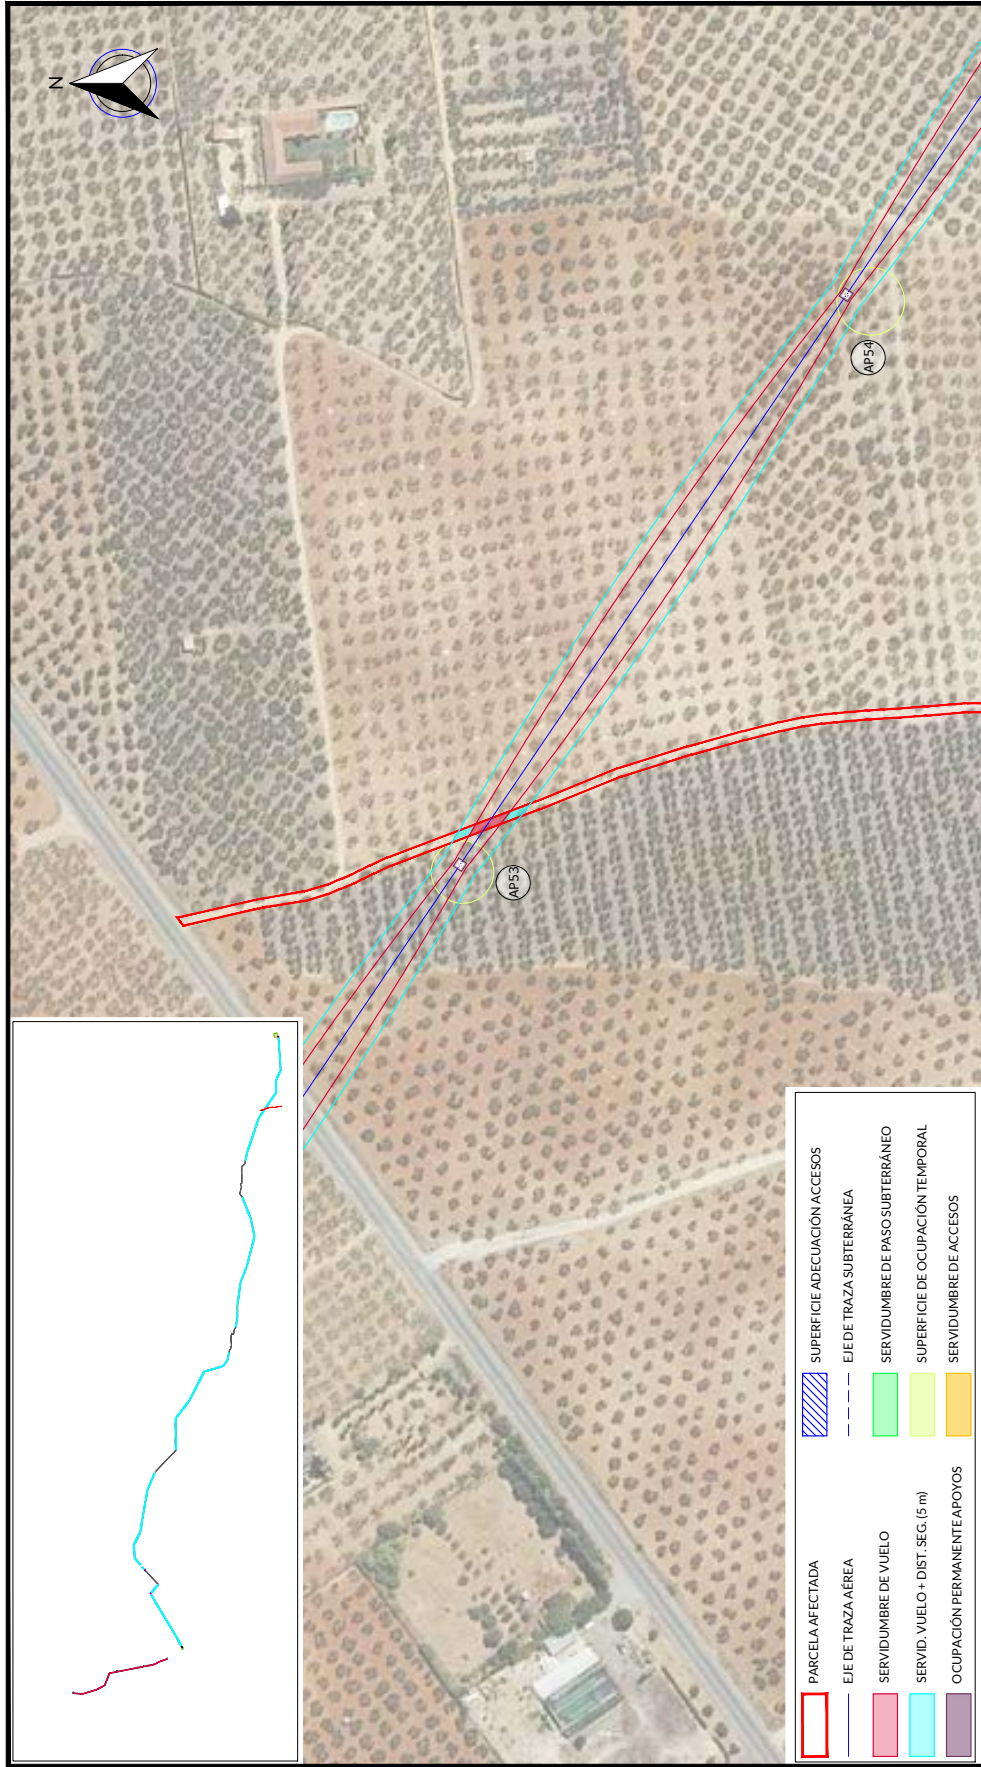 N
AP54
AP53
PARCELA AFECTADA
EJE DE TRAZA AÉREA
SERVIDUMBRE DE VUELO
SERVID. VUELO + DIST. SEG. (5 m)
OCUPACIÓN PERMANENTE APOYOS
SUPERFICIE ADECUACIÓN ACCESOS
EJE DE TRAZA SUBTERRÁNEA
SERVIDUMBRE DE PASO SUBTERRÁNEO
SUPERFICIE DE OCUPACIÓN TEMPORAL
SERVIDUMBRE DE ACCESOS